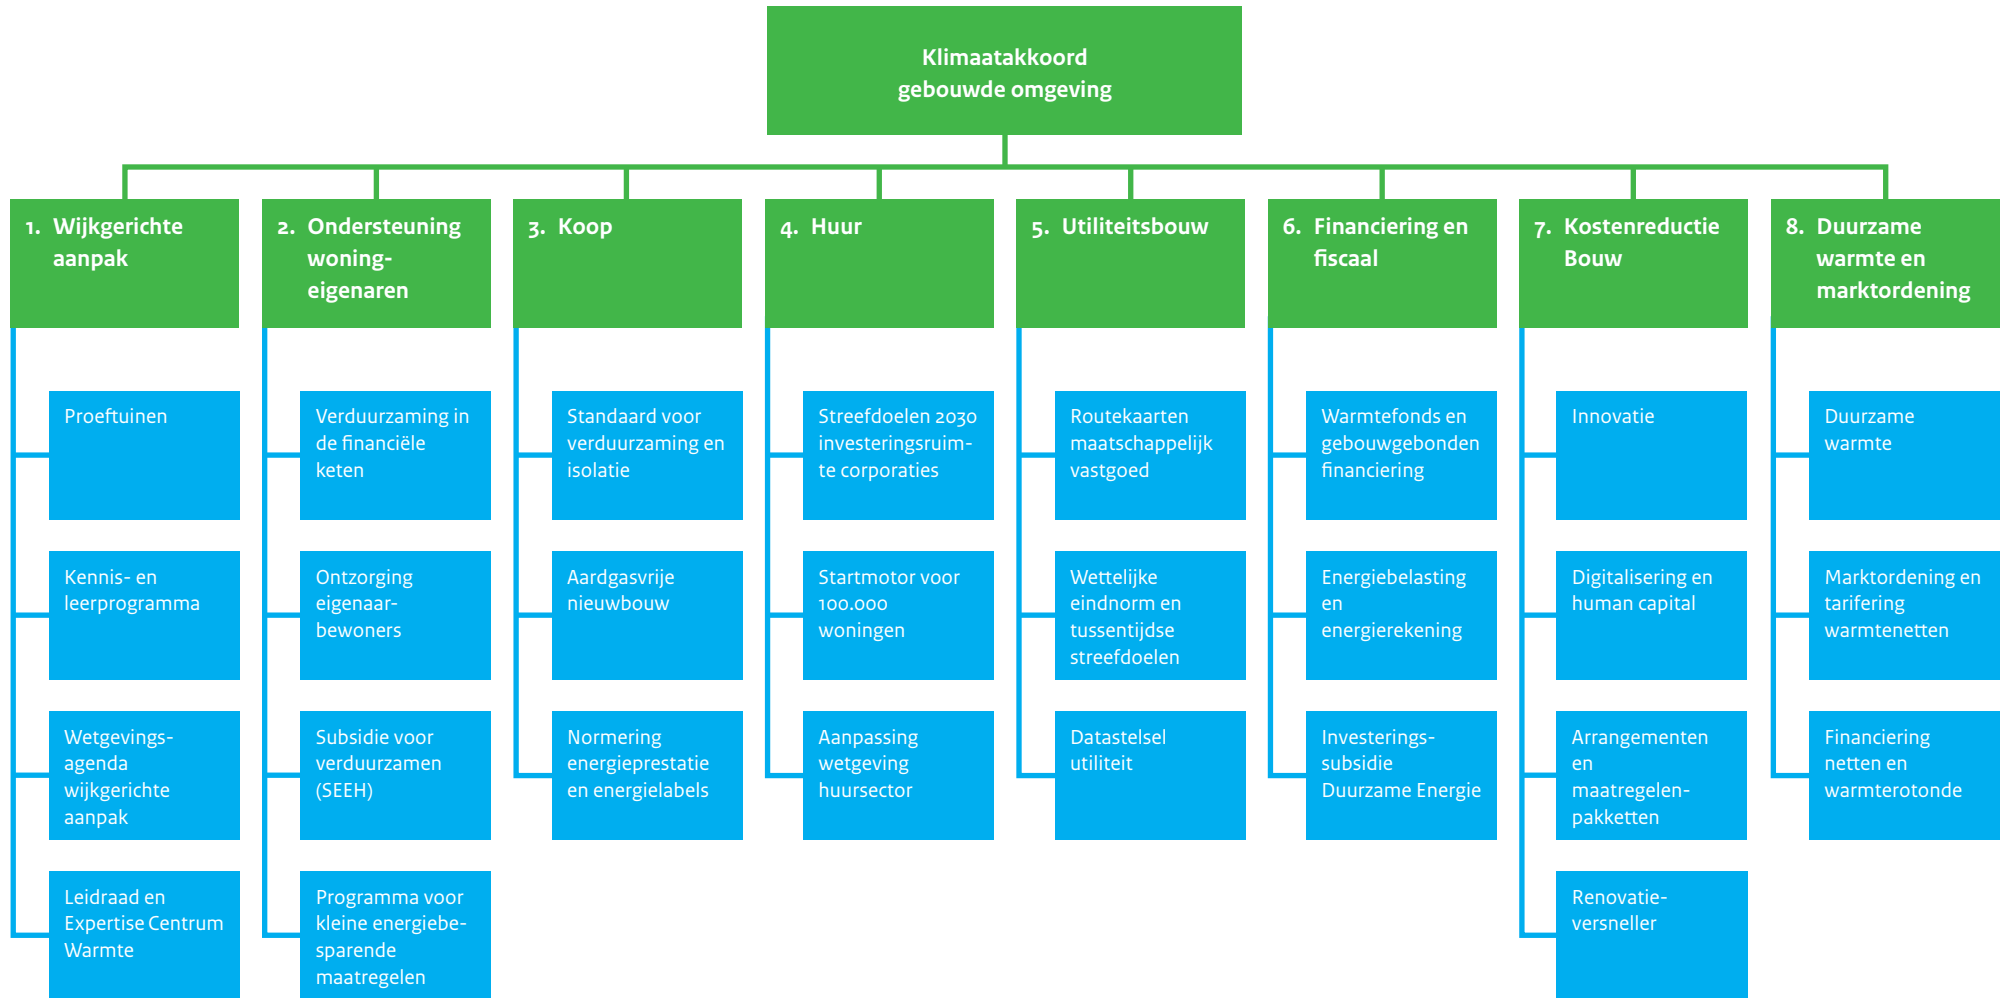 Klimaatakkoord
gebouwde omgeving
1. Wijkgerichte
aanpak
Proeftuinen
Kennis- en
leerprogramma
Wetgevings-
agenda
wijkgerichte
aanpak
Leidraad en
Expertise Centrum
Warmte
2. Ondersteuning
woning-
eigenaren
Verduurzaming in
de financiële
keten
Ontzorging
eigenaar-
bewoners
Subsidie voor
verduurzamen
(SEEH)
Programma voor
kleine energiebe-
sparende
maatregelen
3. Koop
Standaard voor
verduurzaming en
isolatie
Aardgasvrije
nieuwbouw
Normering
energieprestatie
en energielabels
4. Huur
Streefdoelen 2030
investeringsruim-
te corporaties
Startmotor voor
100.000
woningen
Aanpassing
wetgeving
huursector
5. Utiliteitsbouw
Routekaarten
maatschappelijk
vastgoed
Wettelijke
eindnorm en
tussentijdse
streefdoelen
Datastelsel
utiliteit
6. Financiering en
fiscaal
Warmtefonds en
gebouwgebonden
financiering
Energiebelasting
en
energierekening
Investerings-
subsidie
Duurzame Energie
7. Kostenreductie
Bouw
Innovatie
Digitalisering en
human capital
Arrangementen
en
maatregelen-
pakketten
Renovatie-
versneller
8. Duurzame
warmte en
marktordening
Duurzame
warmte
Marktordening en
tarifering
warmtenetten
Financiering
netten en
warmterotonde